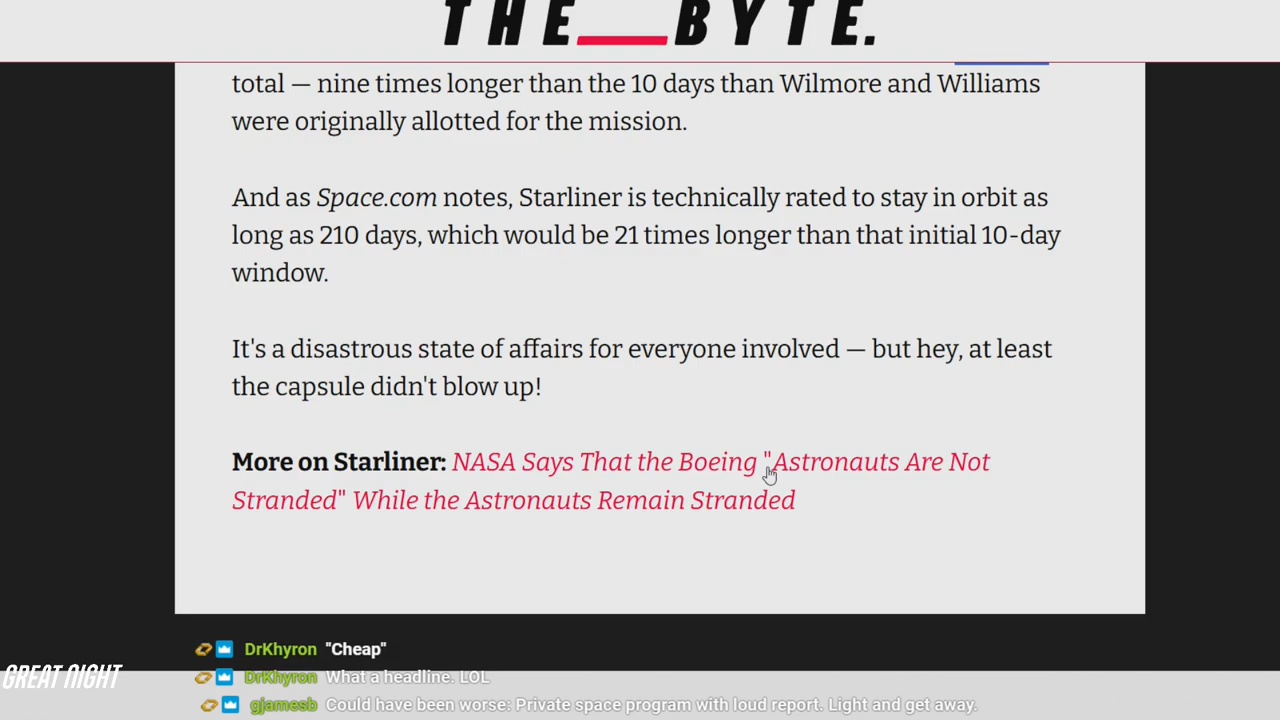 THE__BYTE.
total — nine times longer than the 10 days than Wilmore and Williams
were originally allotted for the mission.
And as Space.com notes, Starliner is technically rated to stay in orbit as
long as 210 days, which would be 21 times longer than that initial 10-day
window.
It's a disastrous state of affairs for everyone involved — but hey, at least
the capsule didn't blow up!
More on Starliner: NASA Says That the Boeing "Astronauts Are Not
Stranded" While the Astronauts Remain Stranded
DrKhyron "Cheap"
GREAT NIGHT
DrKhyron What a headline. LOL
gjamesb Could have been worse: Private space program with loud report. Light and get away.